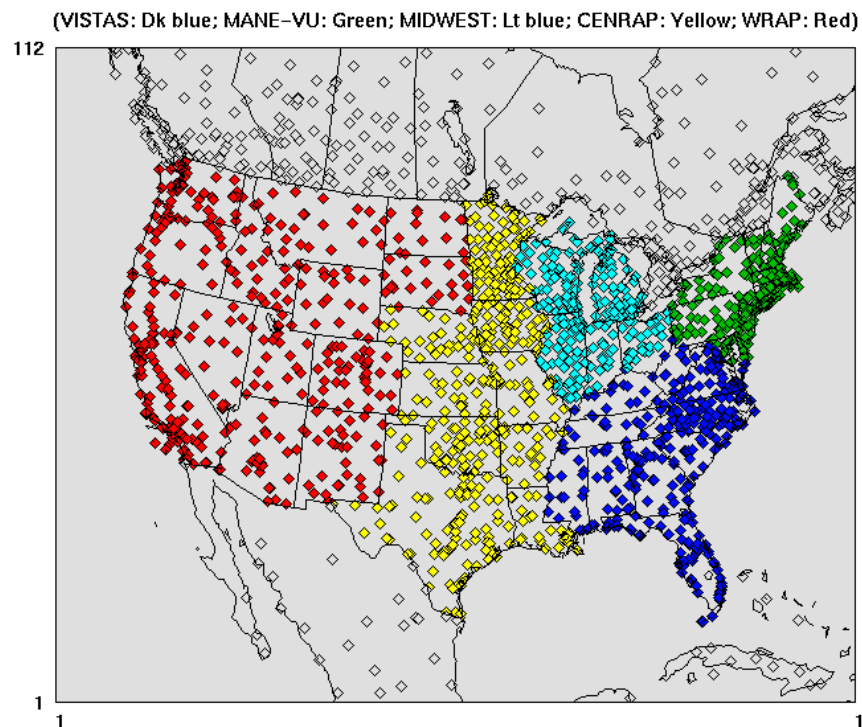 (VISTAS: Dk blue; MANE-VU: Green; MIDWEST: Lt blue; CENRAP: Yellow; WRAP: Red)
112
1
1 1